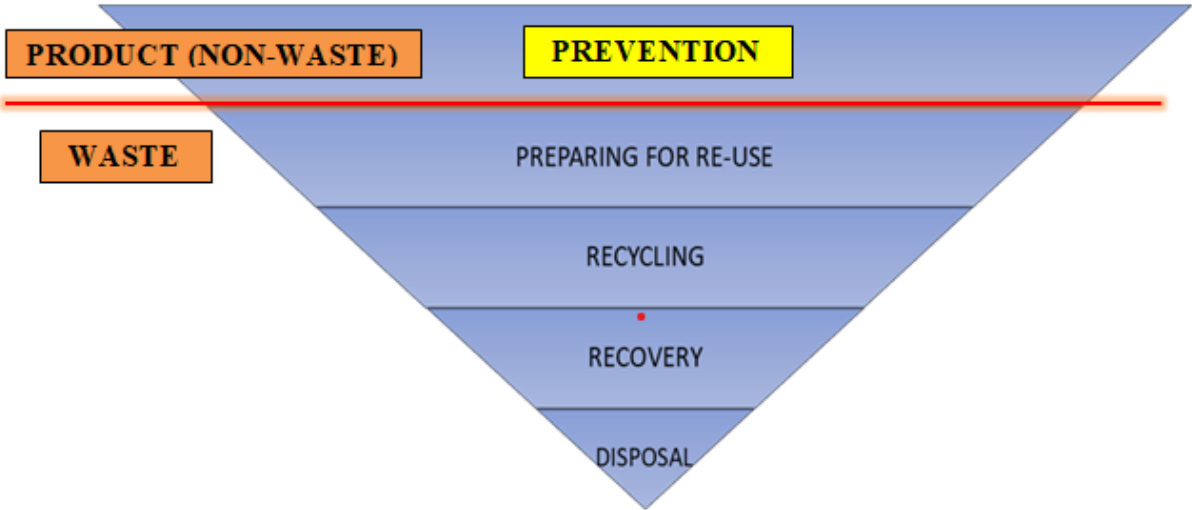 PRODUCT (NON-WASTE)
PREVENTION
WASTE
PREPARING FOR RE-USE
RECYCLING
RECOVERY
DISPOSAL